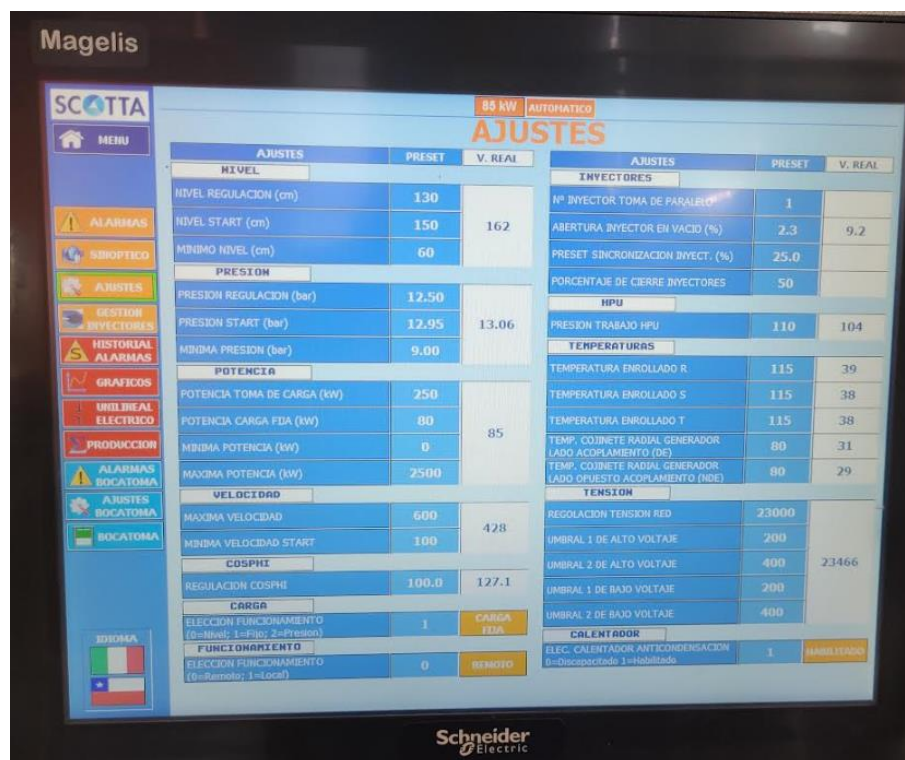 Magelis
SCOTTA
85 kW AUTOMATICO
AJUSTES
MENU
ALARMAS
SINOPTICO
AJUSTES
GESTION
INYECTORES
HISTORIAL
ALARMAS
GRAFICOS
UNILINEAL
ELECTRICO
PRODUCCION
ALARMAS
BOCATOMA
AJUSTES
BOCATOMA
BOCATOMA
IDIOMA
AJUSTES PRESET V. REAL
NIVEL
NIVEL REGULACION (cm) 130
NIVEL START (cm) 150 162
MINIMO NIVEL (cm) 60
PRESION
PRESION REGULACION (bar) 12.50
PRESION START (bar) 12.95 13.06
MINIMA PRESION (bar) 9.00
POTENCIA
POTENCIA TOMA DE CARGA (kW) 250
POTENCIA CARGA FIJA (kW) 80
85
MINIMA POTENCIA (kW) 0
MAXIMA POTENCIA (kW) 2500
VELOCIDAD
MAXIMA VELOCIDAD 600
428
MINIMA VELOCIDAD START 100
COSPHI
REGULACION COSPHI 100.0 127.1
CARGA
ELECCION FUNCIONAMIENTO
(0=Nivel; 1=Fijo; 2=Presion) 1 CARGA
FIJA
FUNCIONAMIENTO
ELECCION FUNCIONAMIENTO
(0=Remoto; 1=Local) 0 REMOTO
AJUSTES PRESET V. REAL
INYECTORES
Nª INYECTOR TOMA DE PARALELO 1
ABERTURA INYECTOR EN VACIO (%) 2.3 9.2
PRESET SINCRONIZACION INYECT. (%) 25.0
PORCENTAJE DE CIERRE INYECTORES 50
HPU
PRESION TRABAJO HPU 110 104
TEMPERATURAS
TEMPERATURA ENROLLADO R 115 39
TEMPERATURA ENROLLADO S 115 38
TEMPERATURA ENROLLADO T 115 38
TEMP. COJINETE RADIAL GENERADOR
LADO ACOPLAMIENTO (DE) 80 31
TEMP. COJINETE RADIAL GENERADOR
LADO OPUESTO ACOPLAMIENTO (NDE) 80 29
TENSION
REGOLACION TENSION RED 23000
UMBRAL 1 DE ALTO VOLTAJE 200
UMBRAL 2 DE ALTO VOLTAJE 400 23466
UMBRAL 1 DE BAJO VOLTAJE 200
UMBRAL 2 DE BAJO VOLTAJE 400
CALENTADOR
ELEC. CALENTADOR ANTICONDENSACION
0=Discapacitado 1=Habilitado 1 HABILITADO
Schneider
Electric